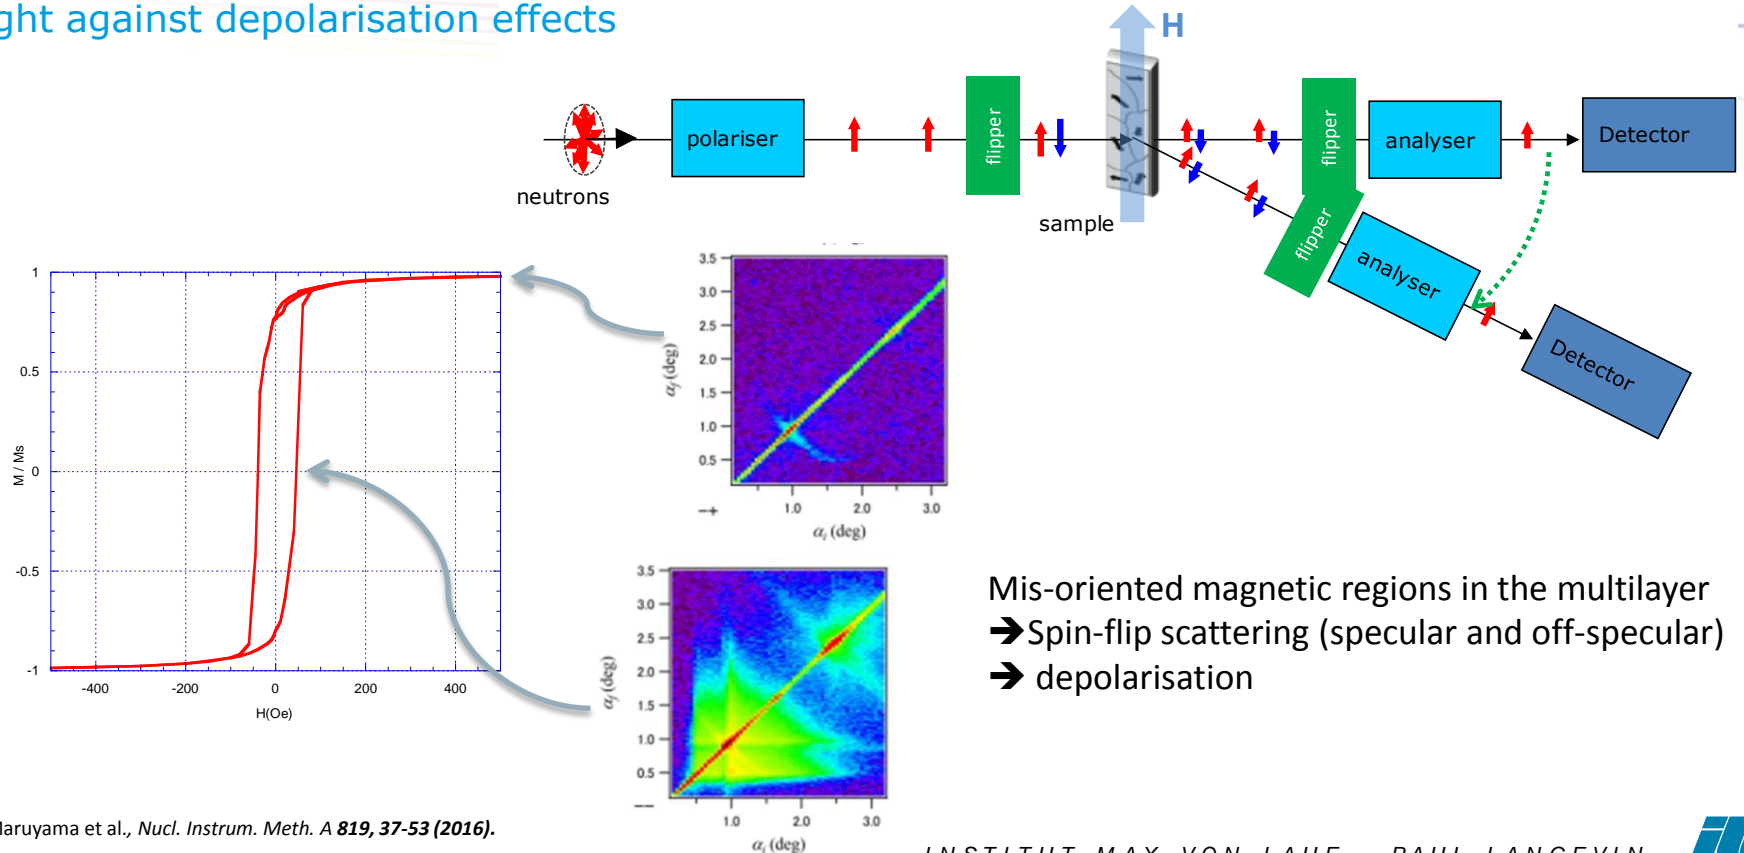 ght against depolarisation effects
H
polariser
flipper
flipper
analyser
Detector
neutrons
sample
flipper
analyser
Detector
1
0.5
0
-0.5
-1
M / Ms
-400
-200
0
200
400
H(Oe)
3.5
3.0
2.5
2.0
1.5
1.0
0.5
αf (deg)
−+
1.0
2.0
3.0
αi (deg)
3.5
3.0
2.5
2.0
1.5
1.0
0.5
αf (deg)
−−
1.0
2.0
3.0
αi (deg)
Mis-oriented magnetic regions in the multilayer
➔Spin-flip scattering (specular and off-specular)
➔ depolarisation
Maruyama et al., Nucl. Instrum. Meth. A 819, 37-53 (2016).
INSTITUT MAX VON LAUE - PAUL LANGEVIN